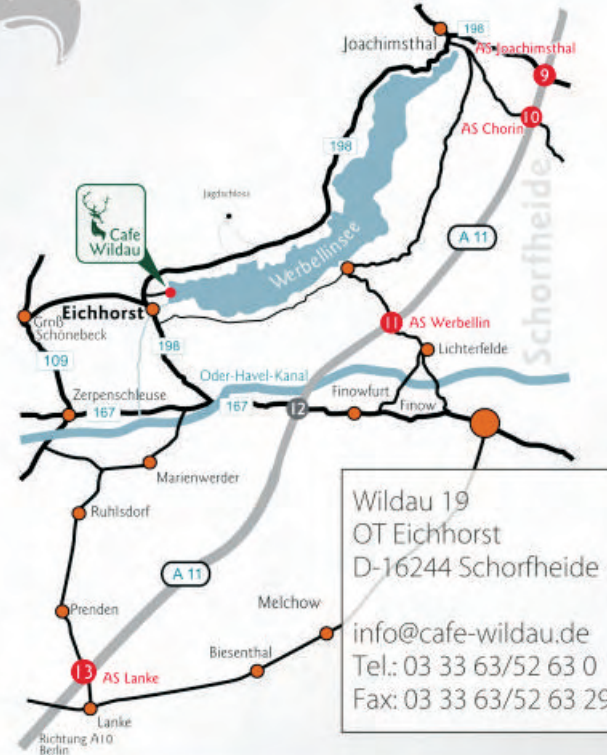 198
Joachimsthal
AS Joachimsthal
9
10
AS Chorin
198
Schorfheide
Jagdschloss
Cafe
Wildau
Werbellinsee
A 11
Eichhorst
Groß
Schönebeck
11
AS Werbellin
198
Lichterfelde
109
Oder-Havel-Kanal
Zerpenschleuse
167
167
12
Finowfurt
Finow
Marienwerder
Ruhlsdorf
A 11
Prenden
Melchow
Biesenthal
13
AS Lanke
Lanke
Richtung A10
Berlin
Wildau 19
OT Eichhorst
D-16244 Schorfheide
info@cafe-wildau.de
Tel.: 03 33 63/52 63 0
Fax: 03 33 63/52 63 29